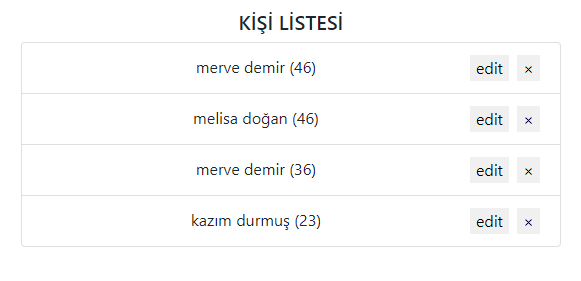 KİŞİ LİSTESİ
merve demir (46) edit ×
melisa doğan (46) edit ×
merve demir (36) edit ×
kazım durmuş (23) edit ×